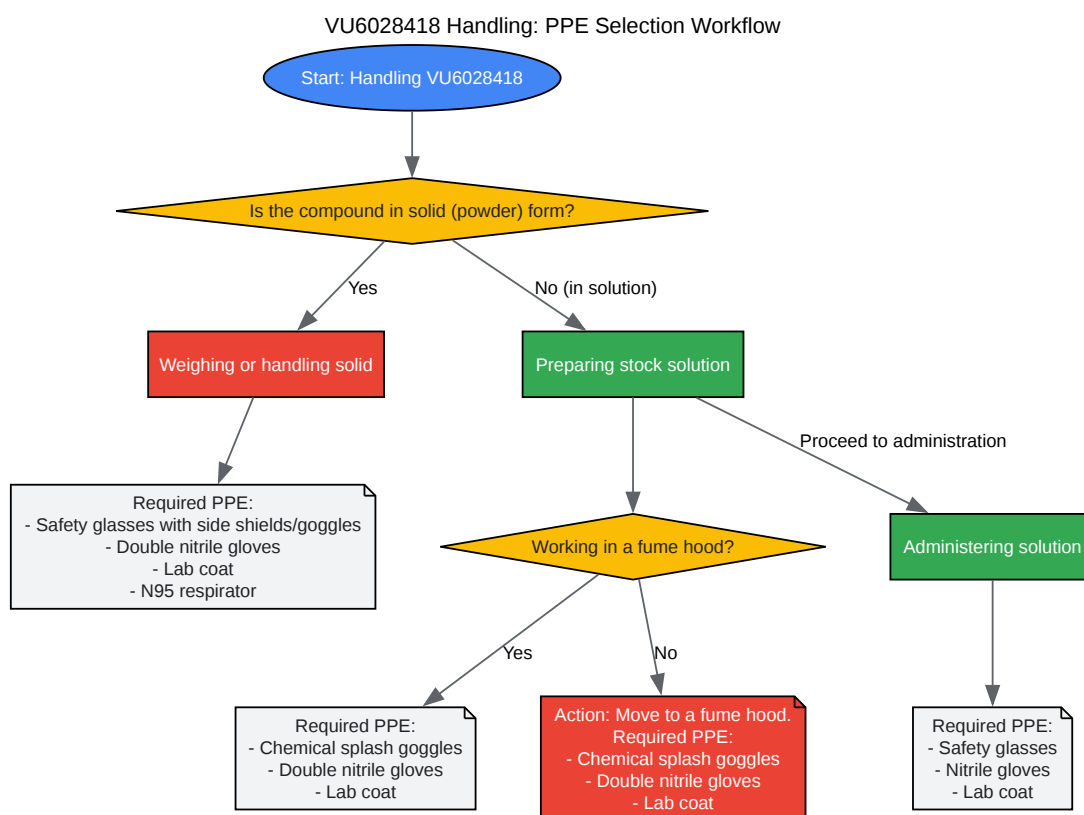 VU6028418 Handling: PPE Selection Workflow
Start: Handling VU6028418
Is the compound in solid (powder) form?
Yes
No (in solution)
Weighing or handling solid
Preparing stock solution
Proceed to administration
Required PPE:
- Safety glasses with side shields/goggles
- Double nitrile gloves
- Lab coat
- N95 respirator
Working in a fume hood?
Administering solution
Yes
No
Required PPE:
- Chemical splash goggles
- Double nitrile gloves
- Lab coat
Action: Move to a fume hood.
Required PPE:
- Chemical splash goggles
- Double nitrile gloves
- Lab coat
Required PPE:
- Safety glasses
- Nitrile gloves
- Lab coat